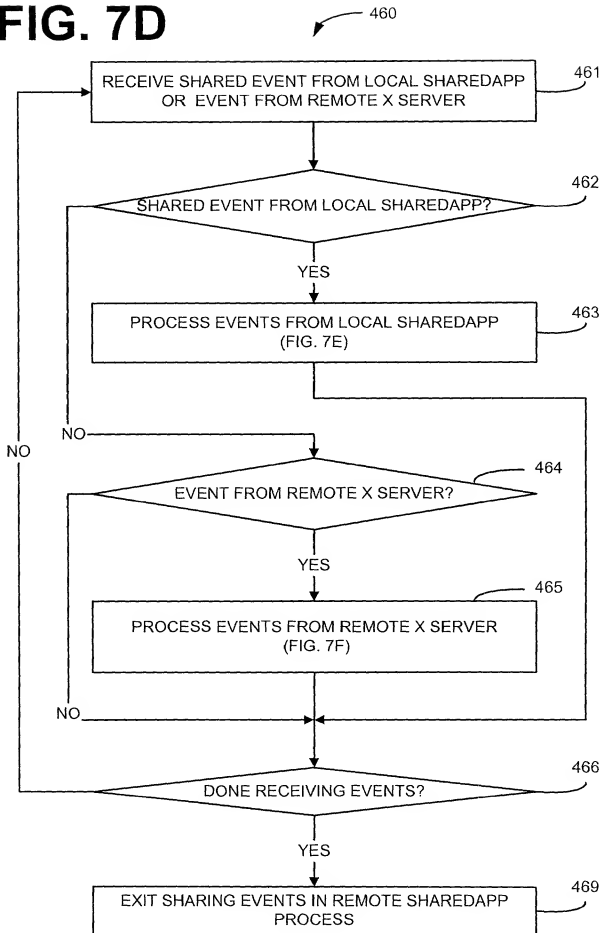 FIG. 7D
460
RECEIVE SHARED EVENT FROM LOCAL SHAREDAPP
OR EVENT FROM REMOTE X SERVER
461
SHARED EVENT FROM LOCAL SHAREDAPP?
462
YES
PROCESS EVENTS FROM LOCAL SHAREDAPP
(FIG. 7E)
463
NO
NO
EVENT FROM REMOTE X SERVER?
464
YES
PROCESS EVENTS FROM REMOTE X SERVER
(FIG. 7F)
465
NO
DONE RECEIVING EVENTS?
466
YES
EXIT SHARING EVENTS IN REMOTE SHAREDAPP
PROCESS
469